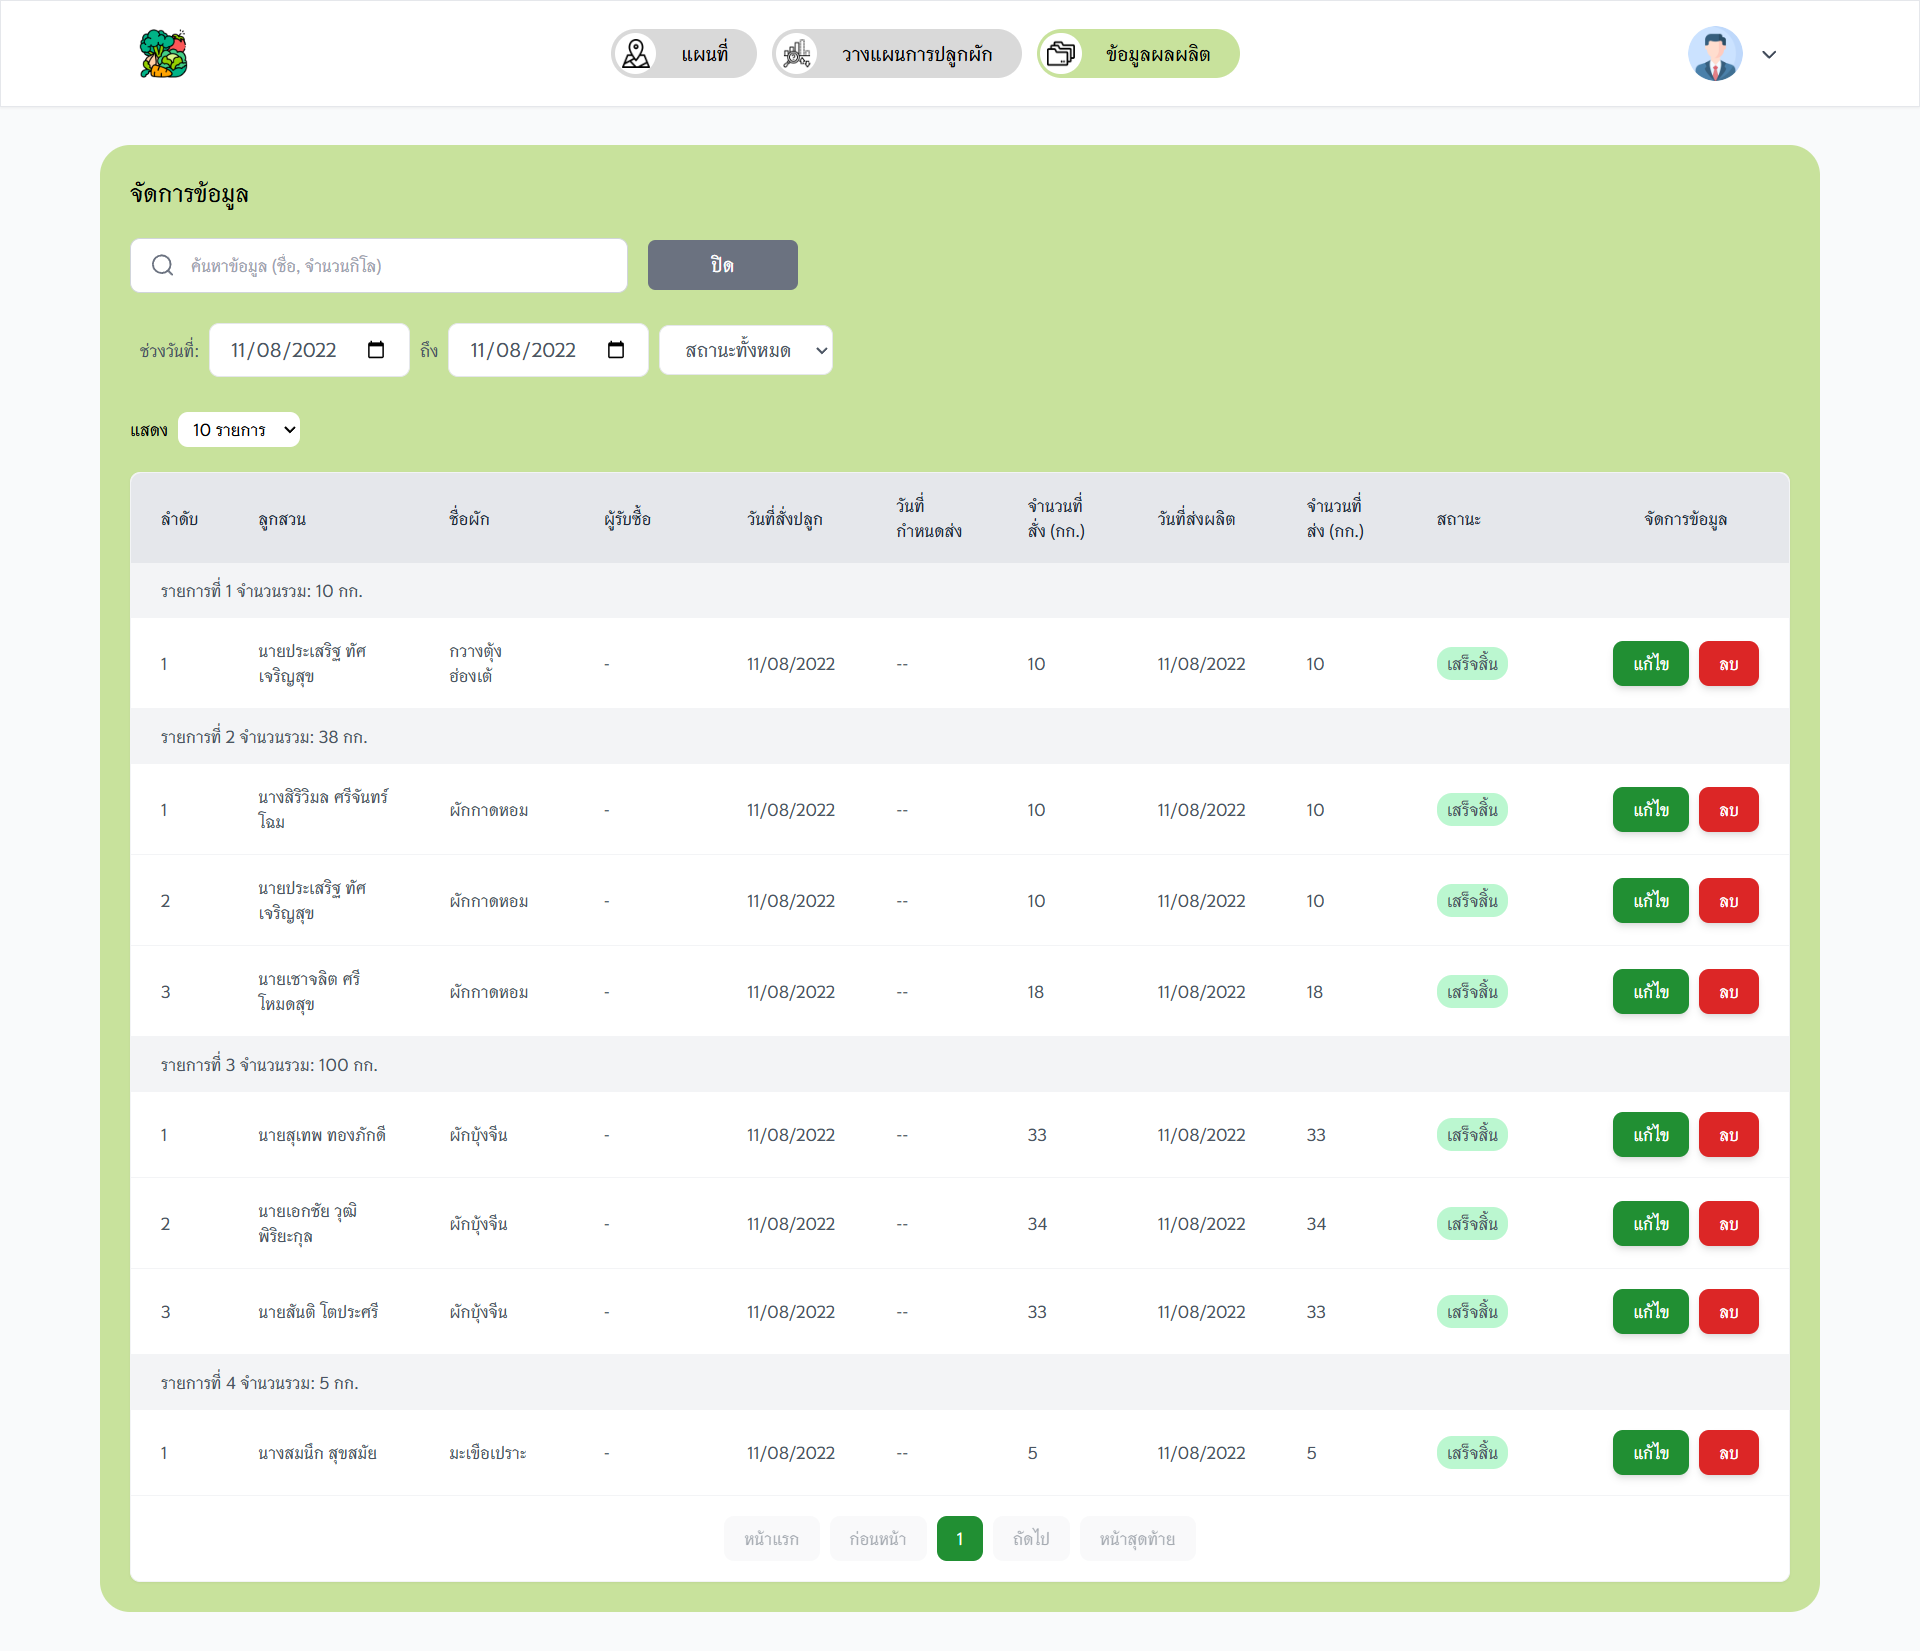 แผนที่ วางแผนการปลูกผัก ข้อมูลผลผลิต
จัดการข้อมูล
ค้นหาข้อมูล (ชื่อ, จำนวนกิโล) ปิด
ช่วงวันที่: 11/08/2022 ถึง 11/08/2022 สถานะทั้งหมด
แสดง 10 รายการ
ลำดับ ลูกสวน ชื่อผัก ผู้รับซื้อ วันที่สั่งปลูก วันที่กำหนดส่ง จำนวนที่สั่ง (กก.) วันที่ส่งผลิต จำนวนที่ส่ง (กก.) สถานะ จัดการข้อมูล
รายการที่ 1 จำนวนรวม: 10 กก.
1 นายประเสริฐ ทัศเจริญสุข กวางตุ้งฮ่องเต้ - 11/08/2022 -- 10 11/08/2022 10 เสร็จสิ้น แก้ไข ลบ
รายการที่ 2 จำนวนรวม: 38 กก.
1 นางสิริวิมล ศรีจันทร์โฉม ผักกาดหอม - 11/08/2022 -- 10 11/08/2022 10 เสร็จสิ้น แก้ไข ลบ
2 นายประเสริฐ ทัศเจริญสุข ผักกาดหอม - 11/08/2022 -- 10 11/08/2022 10 เสร็จสิ้น แก้ไข ลบ
3 นายเชาจลิต ศรีโหมดสุข ผักกาดหอม - 11/08/2022 -- 18 11/08/2022 18 เสร็จสิ้น แก้ไข ลบ
รายการที่ 3 จำนวนรวม: 100 กก.
1 นายสุเทพ ทองภักดี ผักบุ้งจีน - 11/08/2022 -- 33 11/08/2022 33 เสร็จสิ้น แก้ไข ลบ
2 นายเอกชัย วุฒิพิริยะกุล ผักบุ้งจีน - 11/08/2022 -- 34 11/08/2022 34 เสร็จสิ้น แก้ไข ลบ
3 นายสันติ โตประศรี ผักบุ้งจีน - 11/08/2022 -- 33 11/08/2022 33 เสร็จสิ้น แก้ไข ลบ
รายการที่ 4 จำนวนรวม: 5 กก.
1 นางสมนึก สุขสมัย มะเขือเปราะ - 11/08/2022 -- 5 11/08/2022 5 เสร็จสิ้น แก้ไข ลบ
หน้าแรก ก่อนหน้า 1 ถัดไป หน้าสุดท้าย